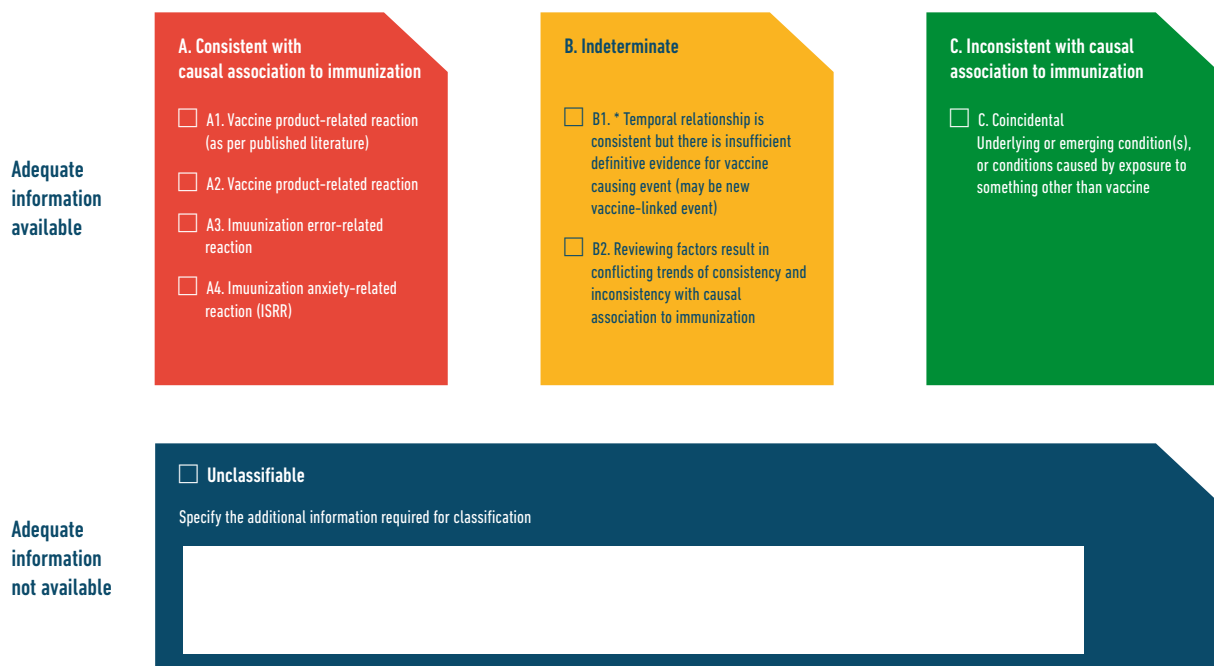 Adequate
information
available
A. Consistent with
causal association to immunization
A1. Vaccine product-related reaction
(as per published literature)
A2. Vaccine product-related reaction
A3. Imuunization error-related
reaction
A4. Imuunization anxiety-related
reaction (ISRR)
B. Indeterminate
B1. * Temporal relationship is
consistent but there is insufficient
definitive evidence for vaccine
causing event (may be new
vaccine-linked event)
B2. Reviewing factors result in
conflicting trends of consistency and
inconsistency with causal
association to immunization
C. Inconsistent with causal
association to immunization
C. Coincidental
Underlying or emerging condition(s),
or conditions caused by exposure to
something other than vaccine
Adequate
information
not available
Unclassifiable
Specify the additional information required for classification